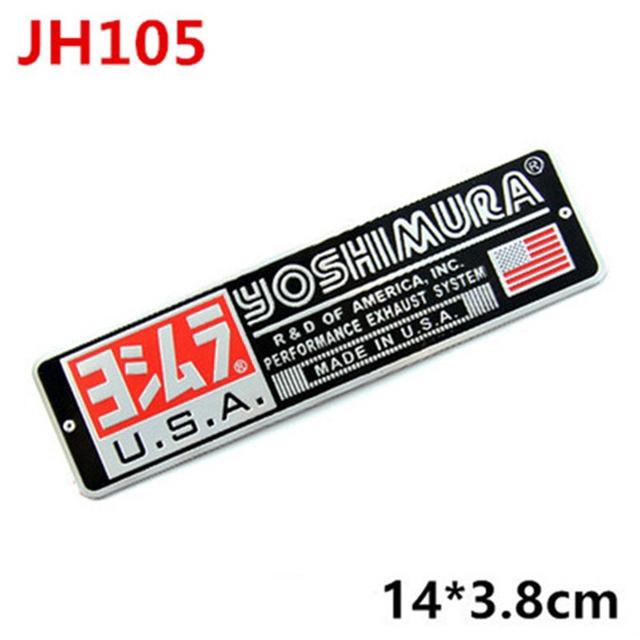 JH105
YOSHIMURA®
R & D OF AMERICA, INC.
PERFORMANCE EXHAUST SYSTEM
MADE IN U.S.A.
ヨシムラ®
U.S.A.
14*3.8cm